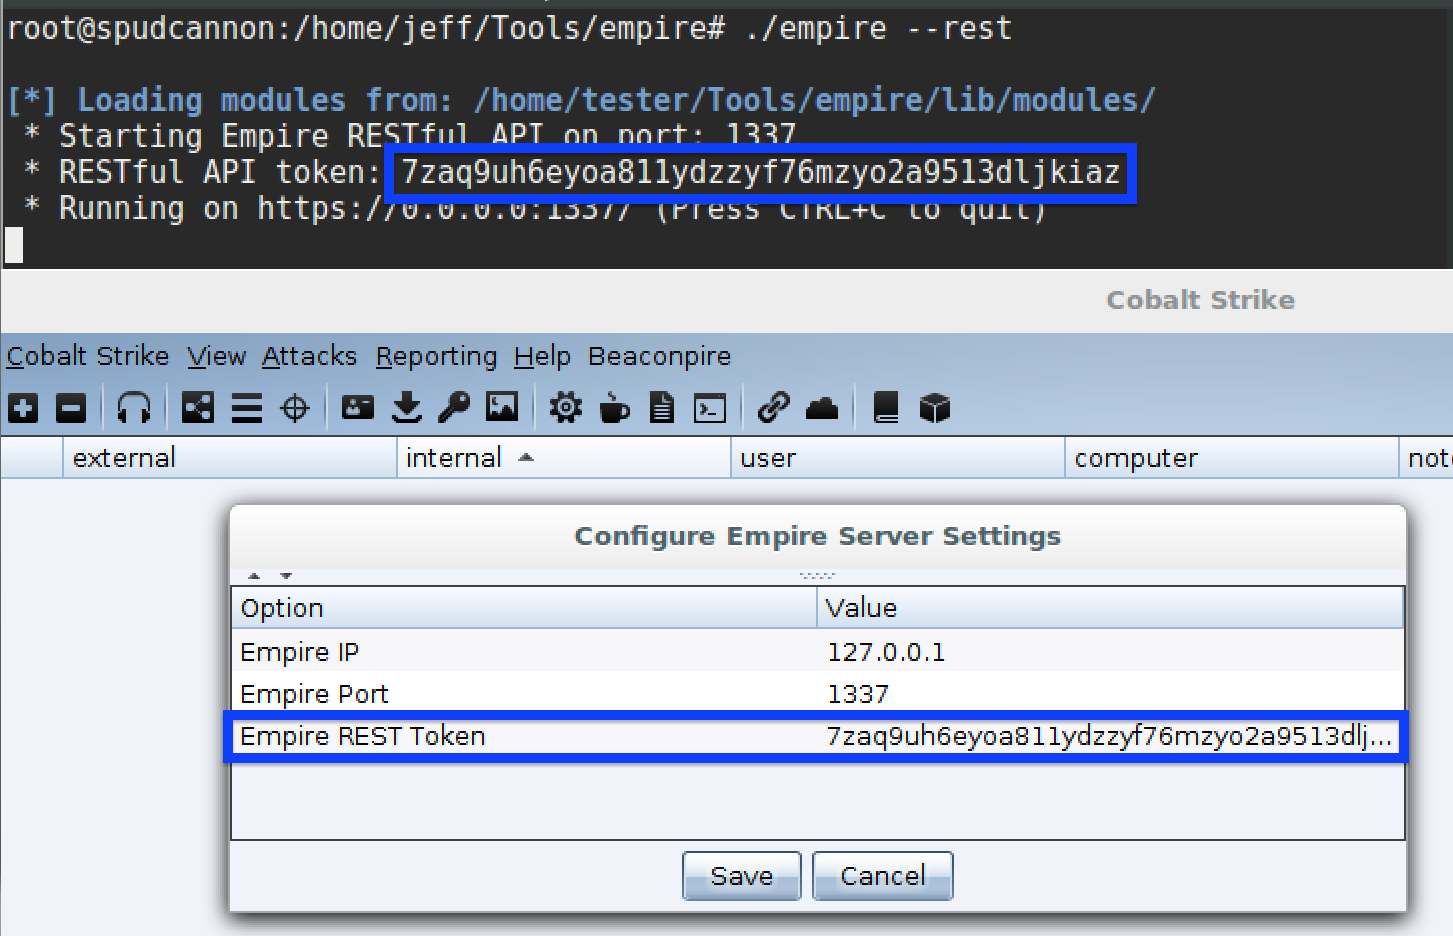 root@spudcannon:/home/jeff/Tools/empire# ./empire --rest
[*] Loading modules from: /home/tester/Tools/empire/lib/modules/
* Starting Empire RESTful API on port: 1337
* RESTful API token: 7zaq9uh6eyoa811ydzzyf76mzyo2a9513dljkiaz
* Running on https://0.0.0.0:1337/ (Press CTRL+C to quit)
Cobalt Strike
Cobalt Strike View Attacks Reporting Help Beaconpire
external internal user computer note
Configure Empire Server Settings
Option Value
Empire IP 127.0.0.1
Empire Port 1337
Empire REST Token 7zaq9uh6eyoa811ydzzyf76mzyo2a9513dlj...
Save Cancel